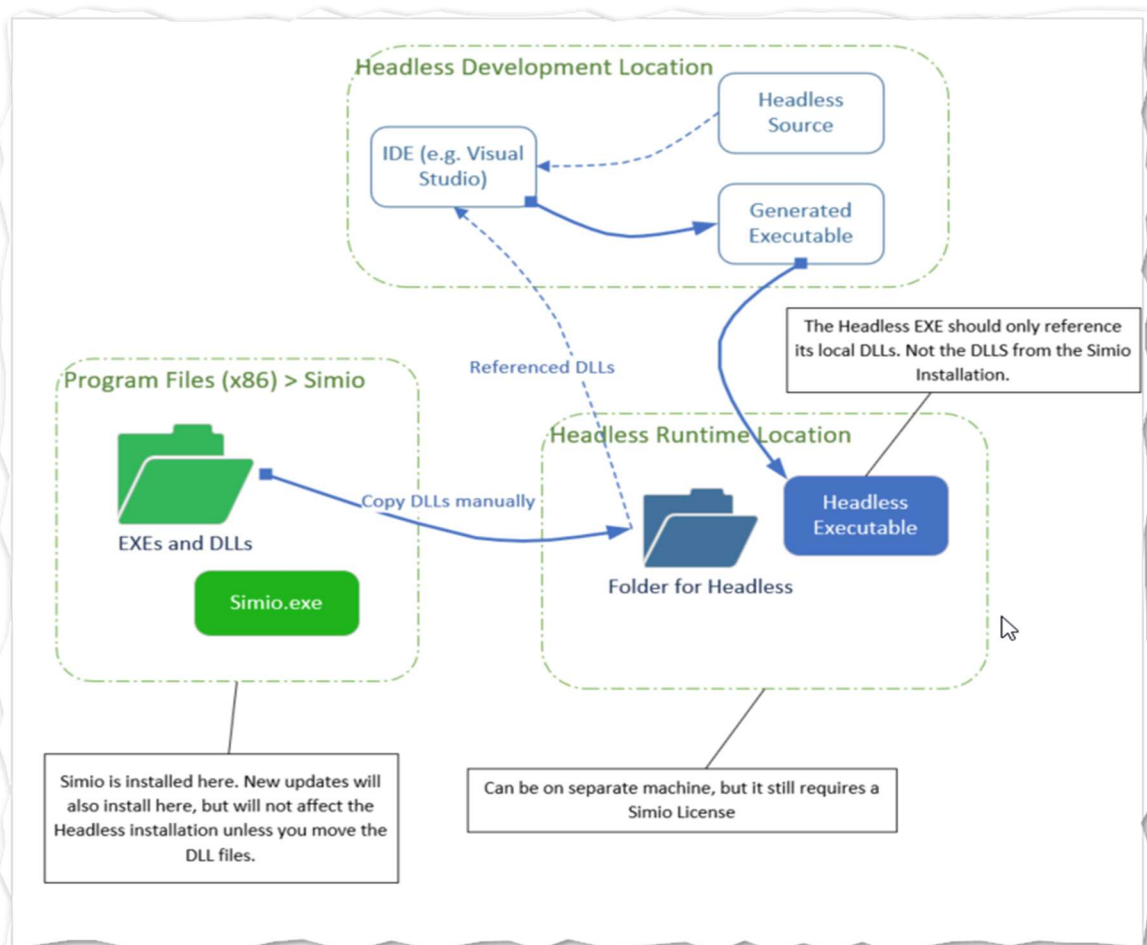 Headless Development Location
Headless
Source
IDE (e.g. Visual
Studio)
Generated
Executable
The Headless EXE should only reference
its local DLLs. Not the DLLS from the Simio
Installation.
Referenced DLLs
Program Files (x86) > Simio
Headless Runtime Location
Copy DLLs manually
Headless
Executable
EXEs and DLLs
Folder for Headless
Simio.exe
Simio is installed here. New updates will
also install here, but will not affect the
Headless installation unless you move the
DLL files.
Can be on separate machine, but it still requires a
Simio License